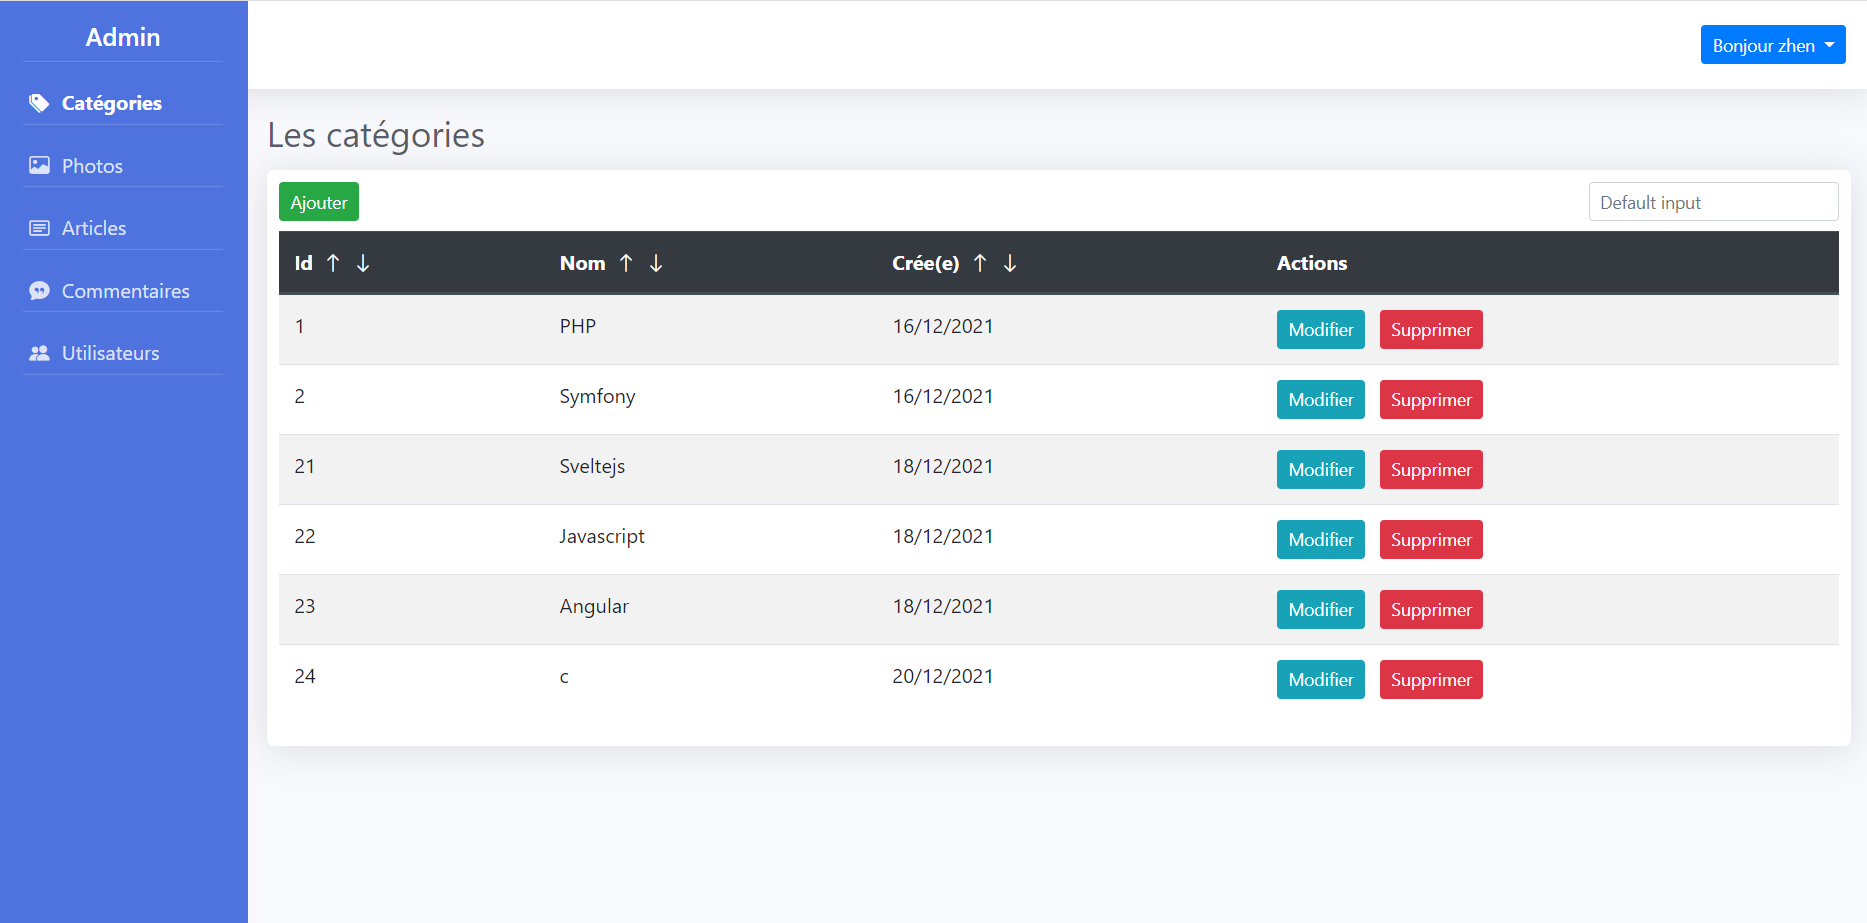 Admin
Catégories
Photos
Articles
Commentaires
Utilisateurs
Bonjour zhen
Les catégories
Ajouter
Default input
Id ↑ ↓ Nom ↑ ↓ Crée(e) ↑ ↓ Actions
1 PHP 16/12/2021 Modifier Supprimer
2 Symfony 16/12/2021 Modifier Supprimer
21 Sveltejs 18/12/2021 Modifier Supprimer
22 Javascript 18/12/2021 Modifier Supprimer
23 Angular 18/12/2021 Modifier Supprimer
24 c 20/12/2021 Modifier Supprimer